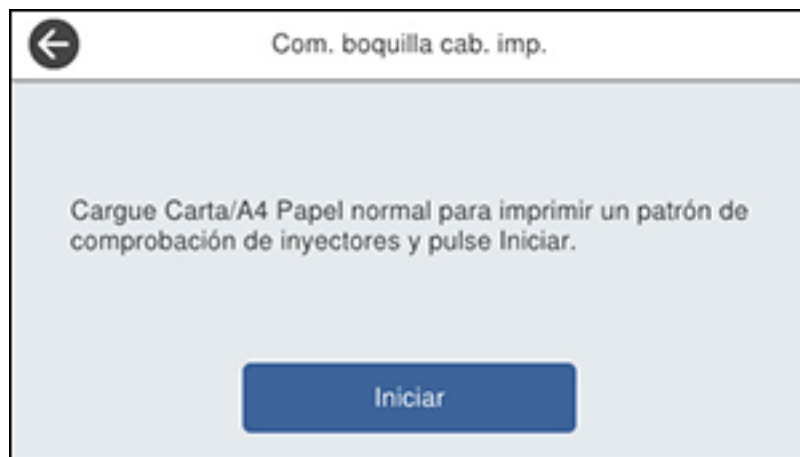 Com. boquilla cab. imp.
Cargue Carta/A4 Papel normal para imprimir un patrón de
comprobación de inyectores y pulse Iniciar.
Iniciar